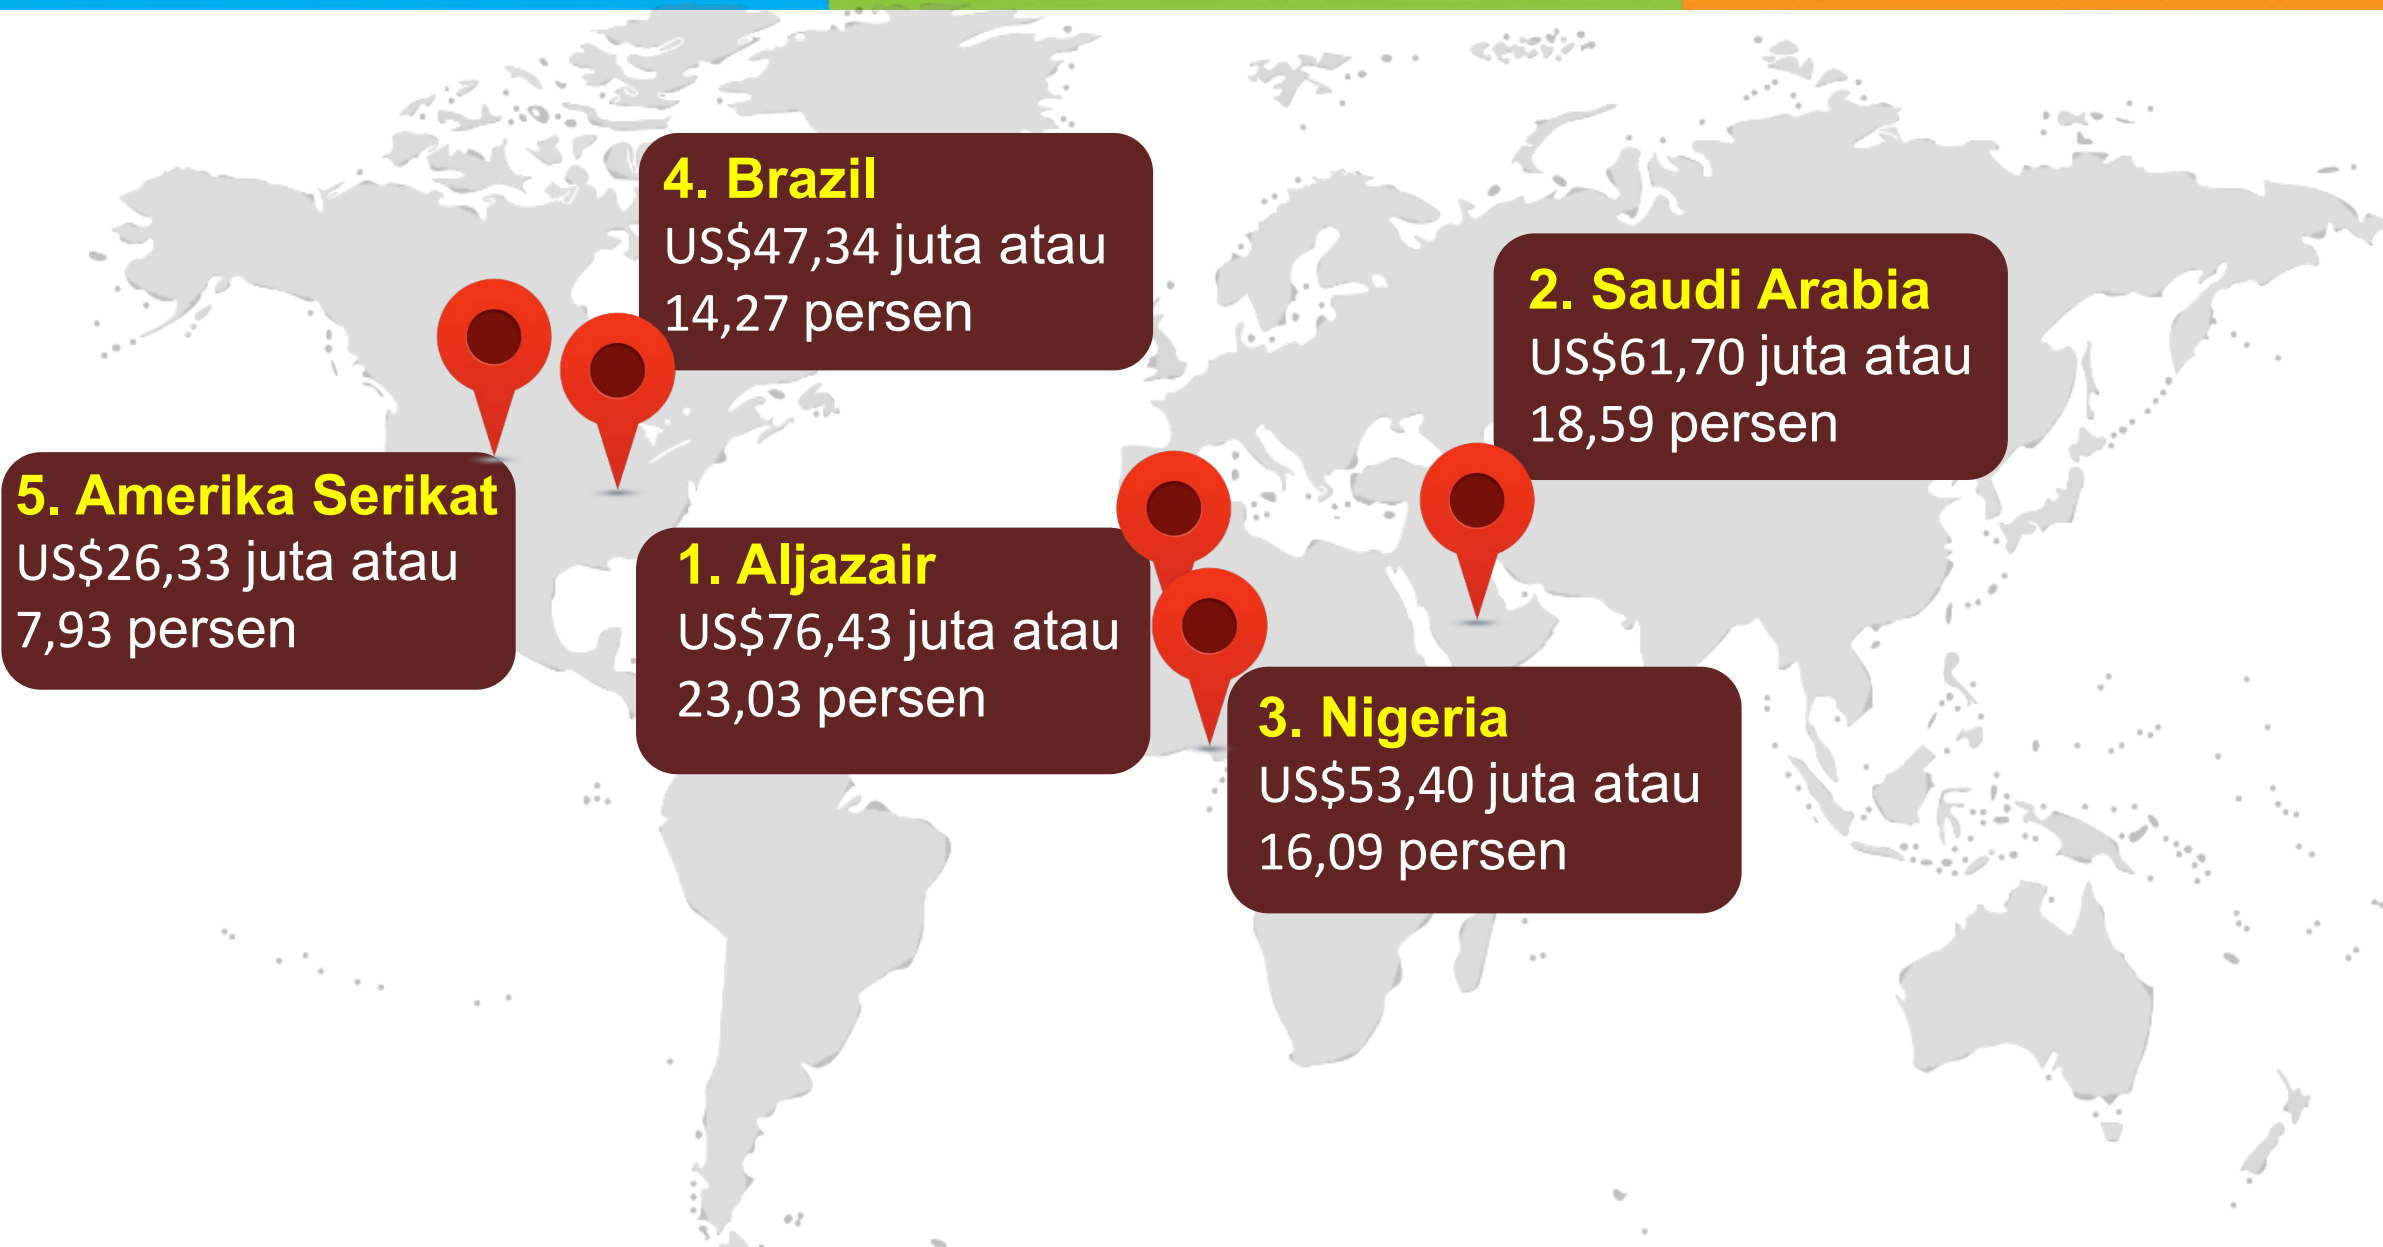 4. Brazil
US$47,34 juta atau
14,27 persen
2. Saudi Arabia
US$61,70 juta atau
18,59 persen
5. Amerika Serikat
US$26,33 juta atau
7,93 persen
1. Aljazair
US$76,43 juta atau
23,03 persen
3. Nigeria
US$53,40 juta atau
16,09 persen